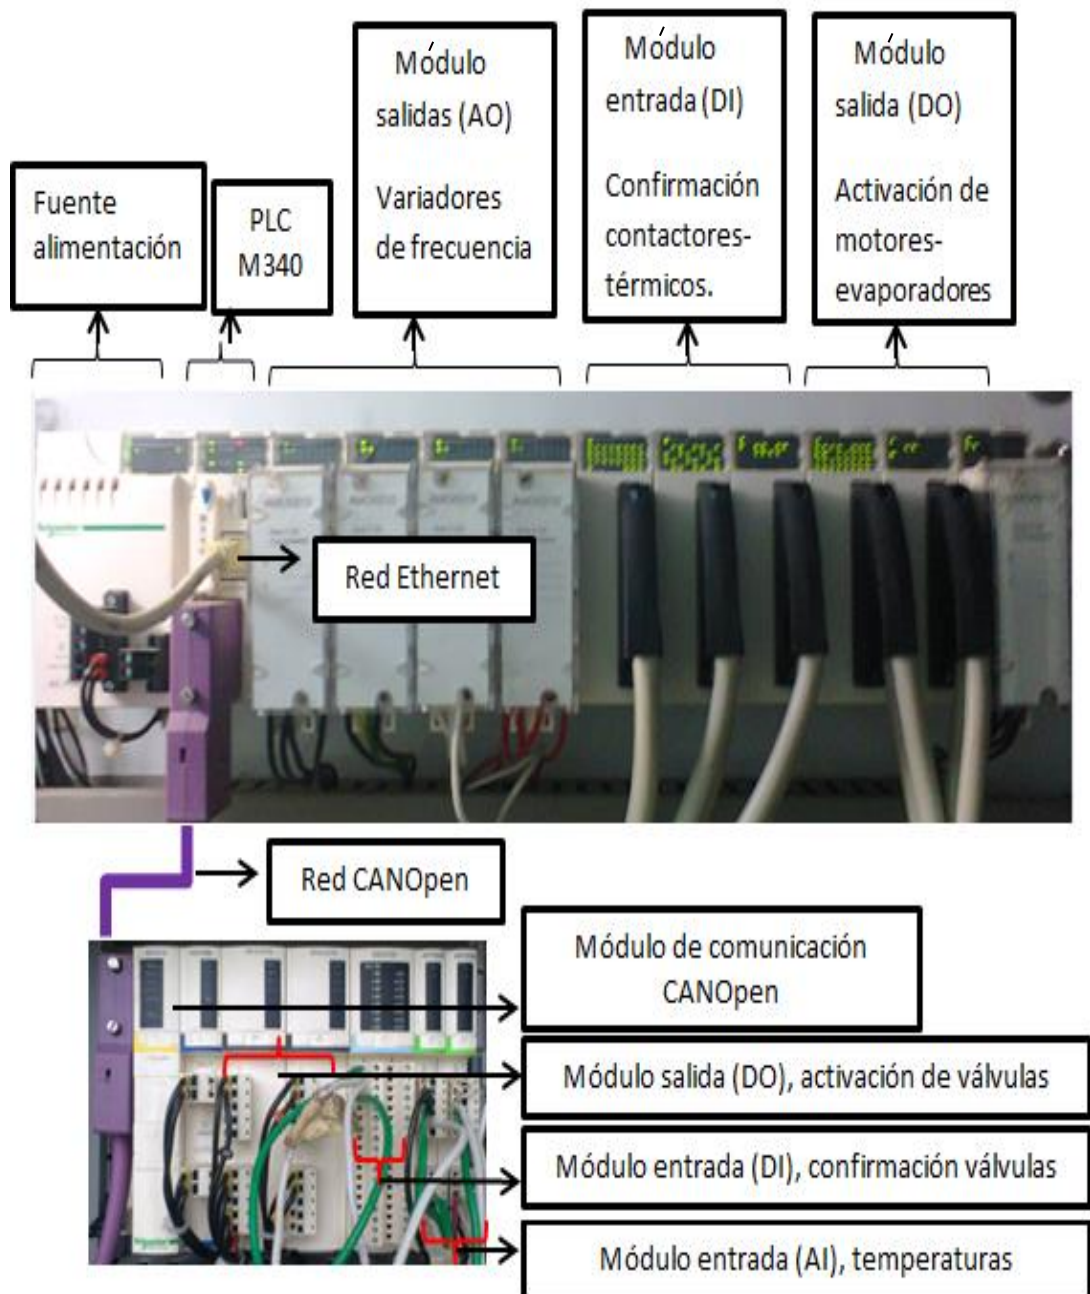 Módulo
salidas (AO)
Variadores
de frecuencia
Módulo
entrada (DI)
Confirmación
contactores-
térmicos.
Módulo
salida (DO)
Activación de
motores-
evaporadores
Fuente
alimentación
PLC
M340
Red Ethernet
Red CANOpen
Módulo de comunicación
CANOpen
Módulo salida (DO), activación de válvulas
Módulo entrada (DI), confirmación válvulas
Módulo entrada (AI), temperaturas